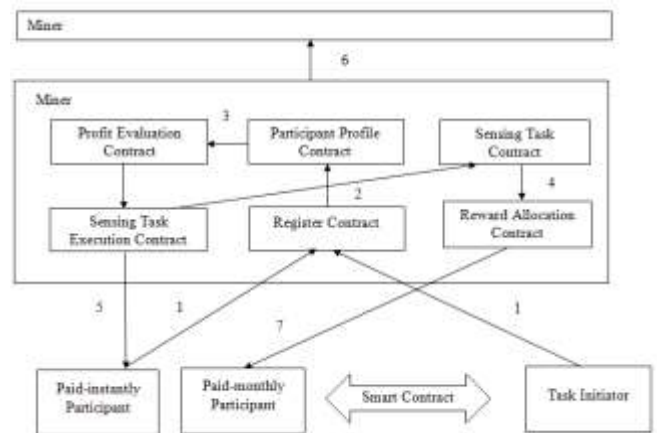 Miner
6
Miner
3
Profit Evaluation
Contract
Participant Profile
Contract
Sensing Task
Contract
2
4
Sensing Task
Execution Contract
Register Contract
Reward Allocation
Contract
5
1
7
1
Paid-instantly
Participant
Paid-monthly
Participant
Smart Contract
Task Initiator